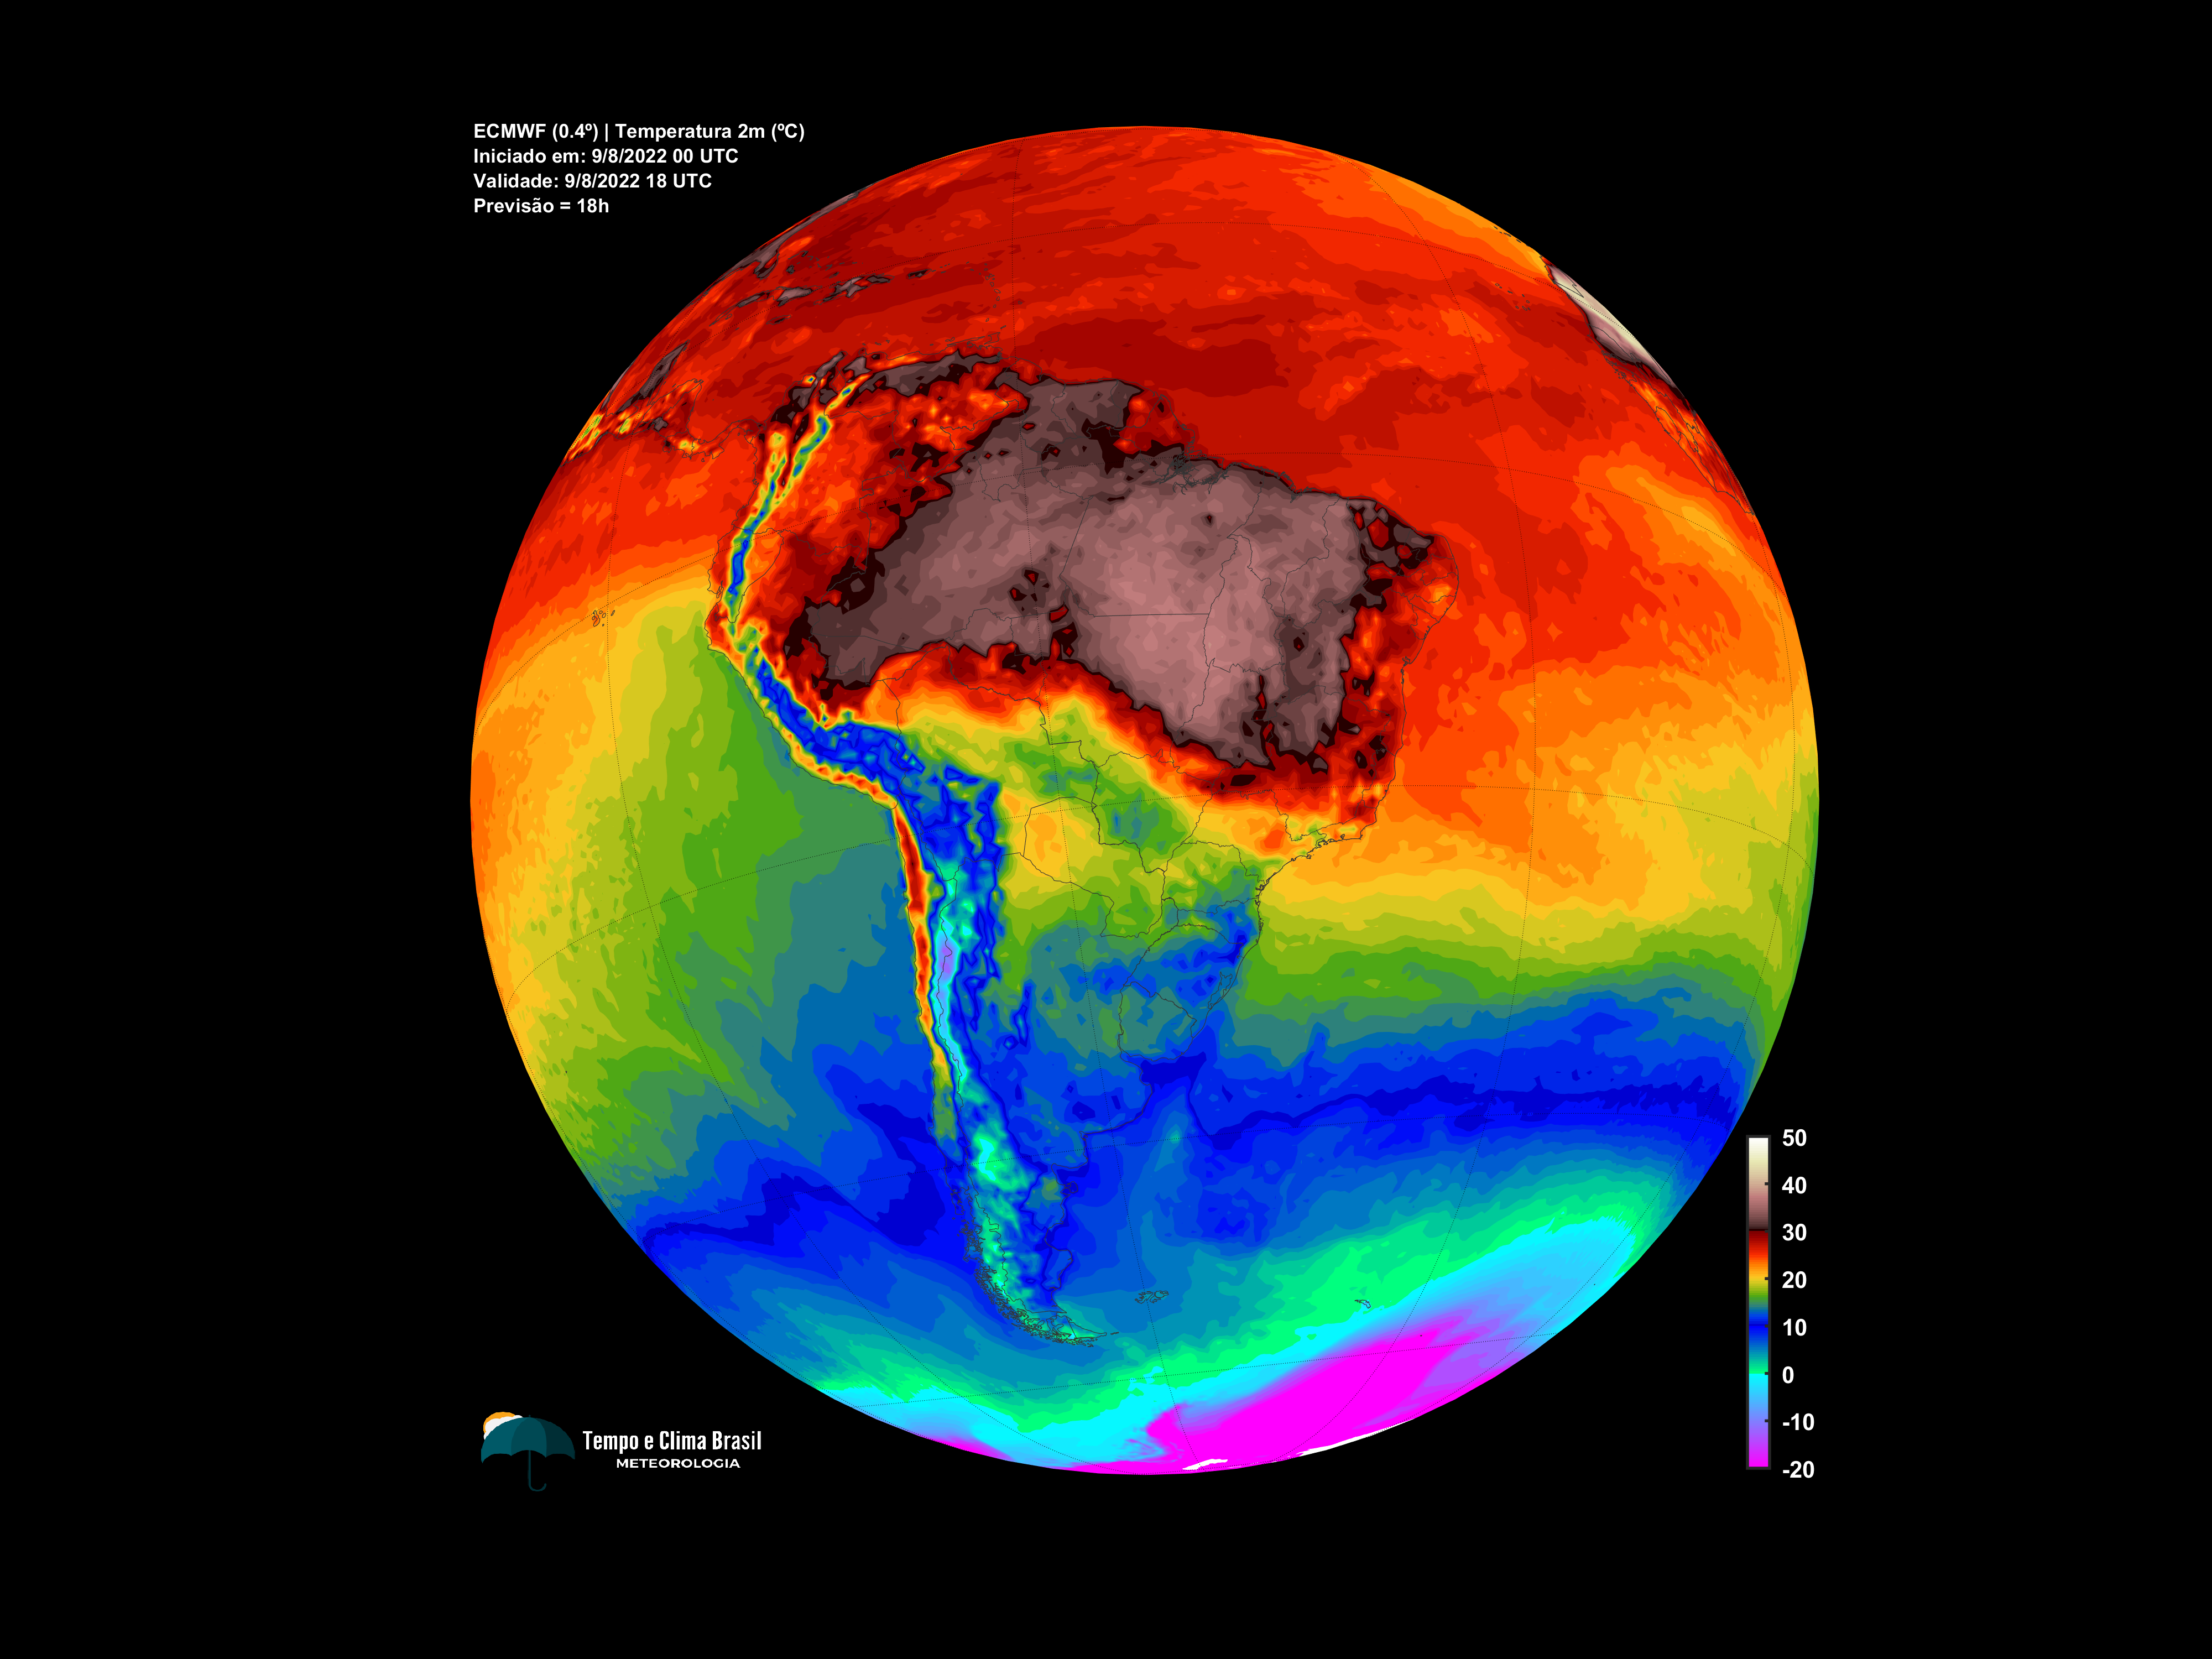 ECMWF (0.4º) | Temperatura 2m (ºC)
Iniciado em: 9/8/2022 00 UTC
Validade: 9/8/2022 18 UTC
Previsão = 18h
50
40
30
20
10
0
-10
-20
Tempo e Clima Brasil
METEOROLOGIA